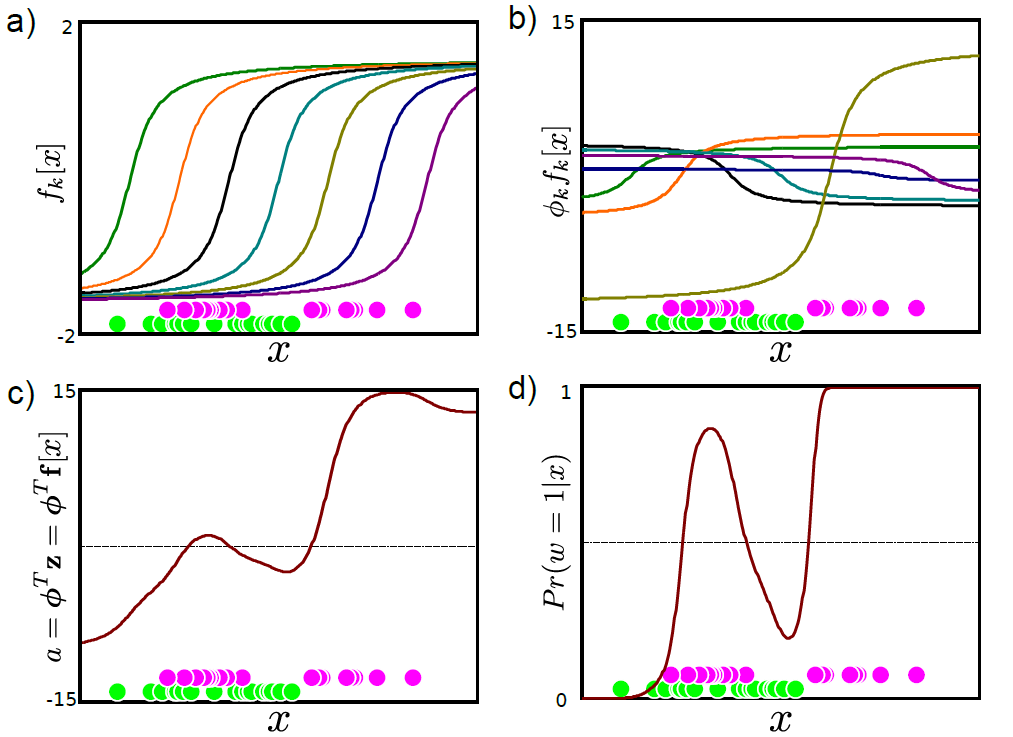 a)
2
f_k[x]
-2
x
b)
15
ϕ_k f_k[x]
-15
x
c)
15
a = ϕ^T z = ϕ^T f[x]
-15
x
d)
1
Pr(w = 1|x)
0
x